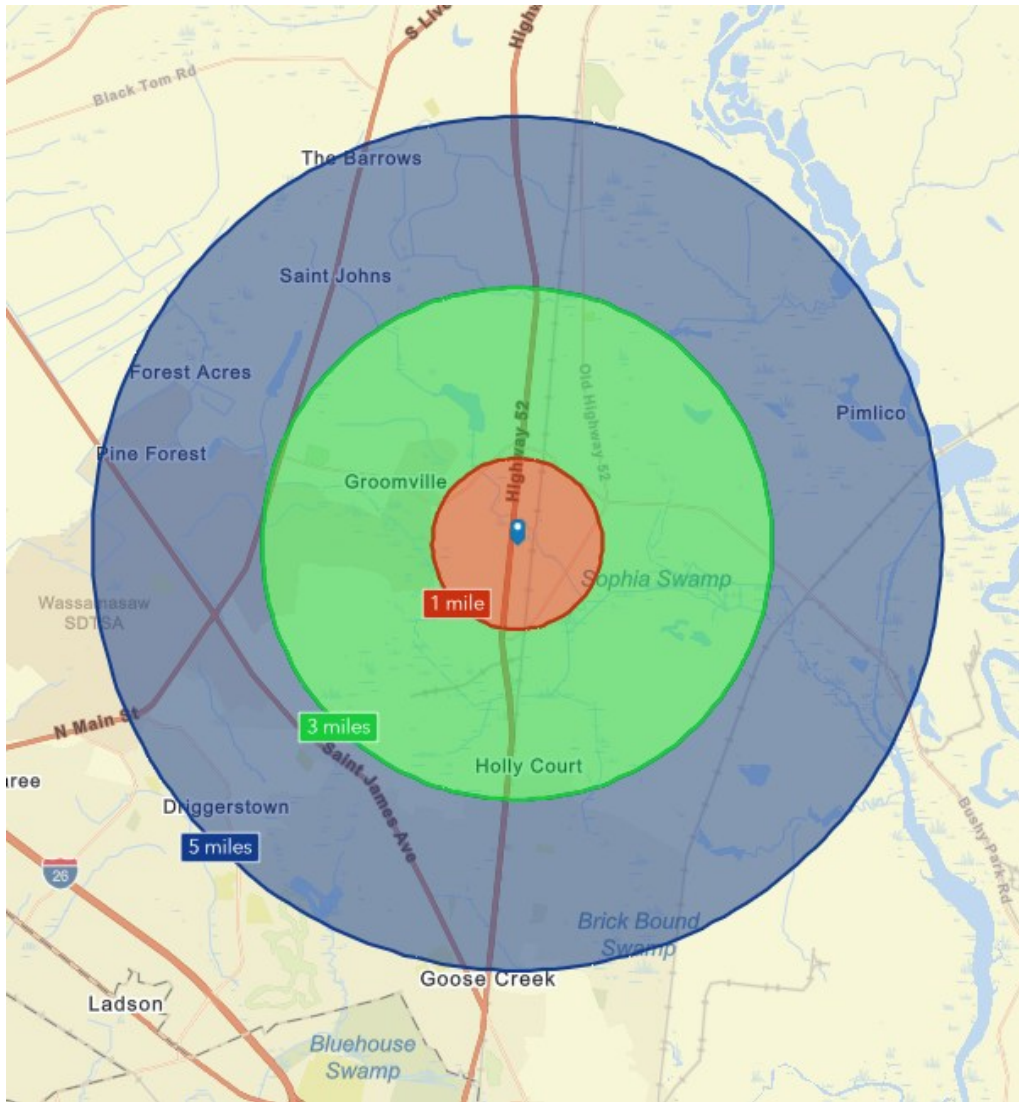 S Live
Highw
Black Tom Rd
The Barrows
Saint Johns
Forest Acres
Old Highway 52
Highway 52
Pimlico
Pine Forest
Groomville
Sophia Swamp
1 mile
Wassamasaw
SDTSA
N Main St
3 miles
Saint James Ave
Holly Court
aree
Driggerstown
5 miles
Bushy Park Rd
26
Brick Bound
Swamp
Goose Creek
Ladson
Bluehouse
Swamp